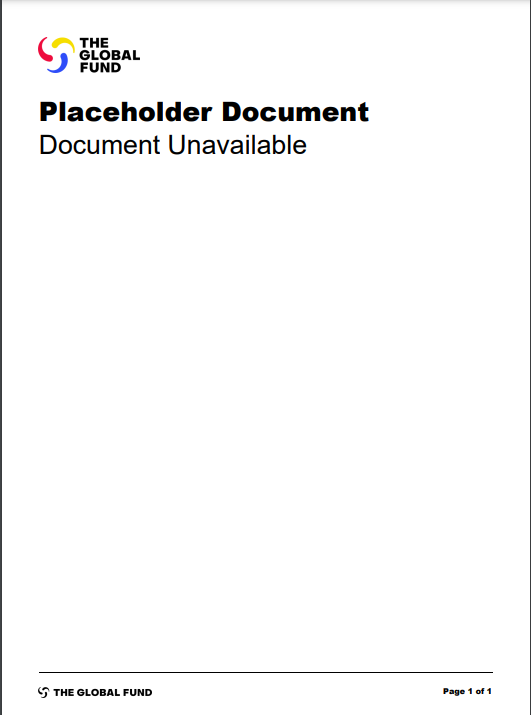 THE
GLOBAL
FUND
Placeholder Document
Document Unavailable
THE GLOBAL FUND
Page 1 of 1